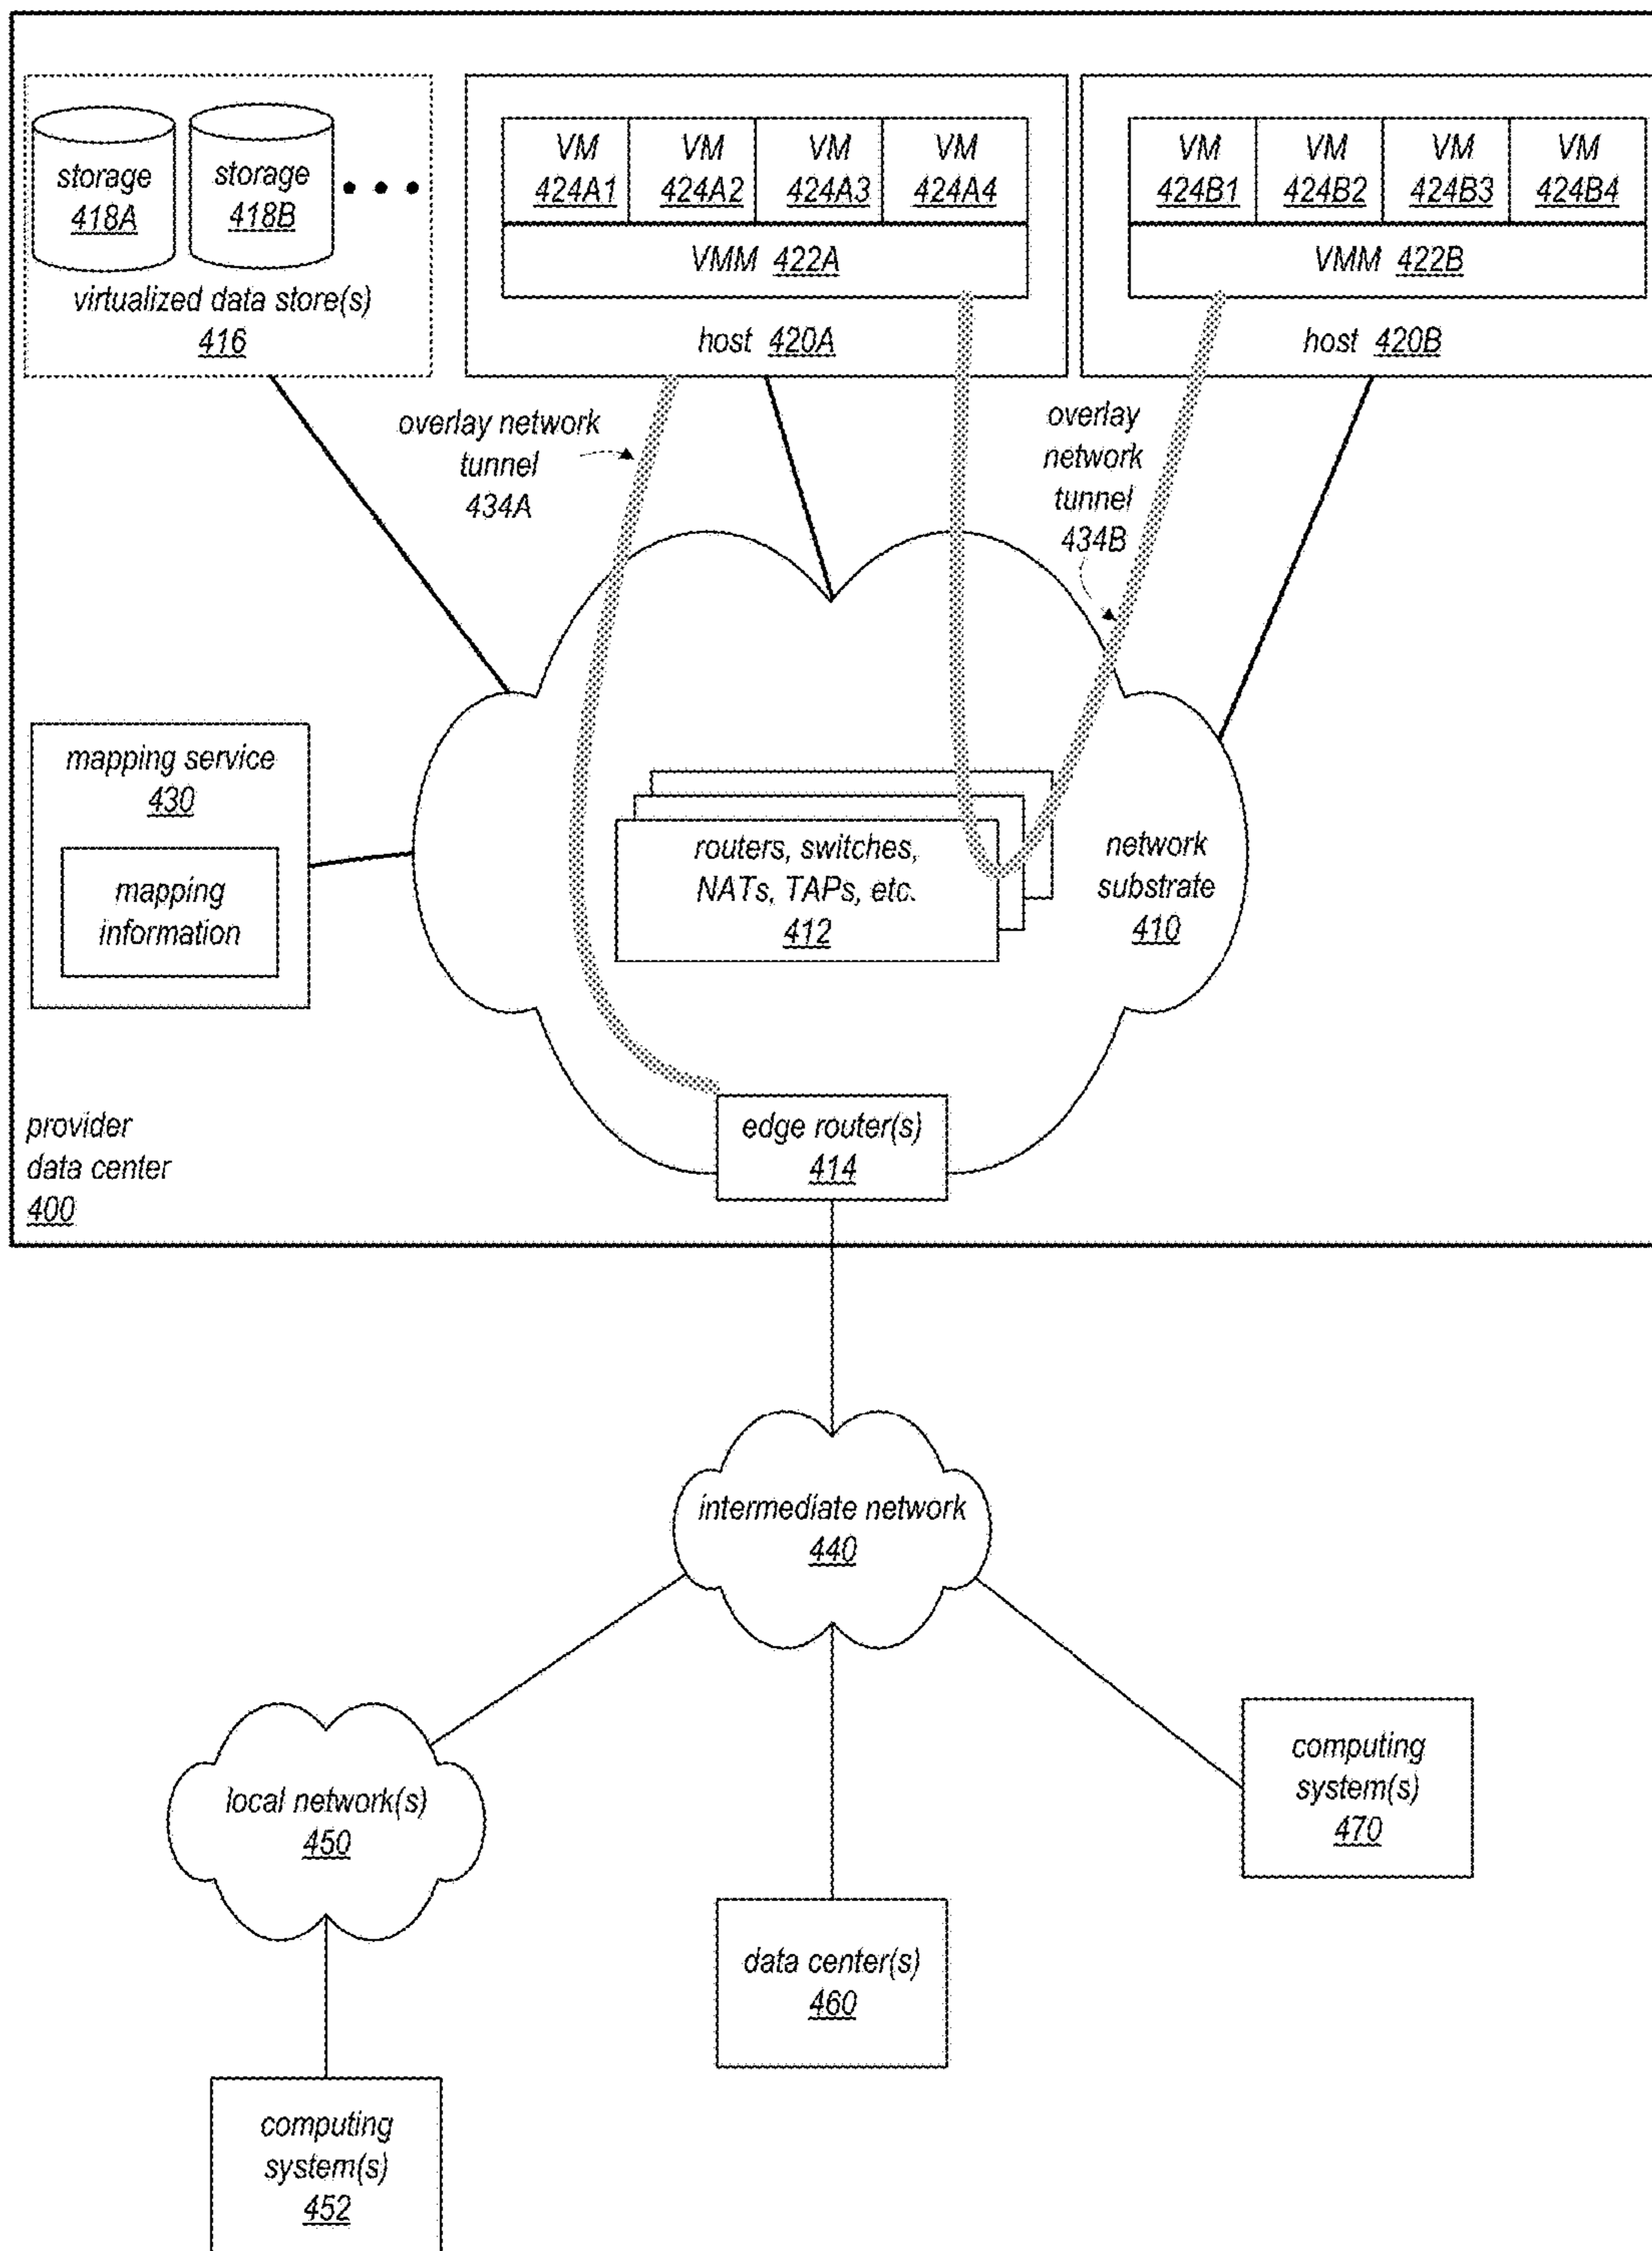 storage
418A
storage
418B
virtualized data store(s)
416
VM
424A1
VM
424A2
VM
424A3
VM
424A4
VMM 422A
host 420A
VM
424B1
VM
424B2
VM
424B3
VM
424B4
VMM 422B
host 420B
overlay network
tunnel
434A
overlay
network
tunnel
434B
mapping service
430
mapping
information
routers, switches,
NATs, TAPs, etc.
412
network
substrate
410
provider
data center
400
edge router(s)
414
intermediate network
440
local network(s)
450
computing
system(s)
470
data center(s)
460
computing
system(s)
452